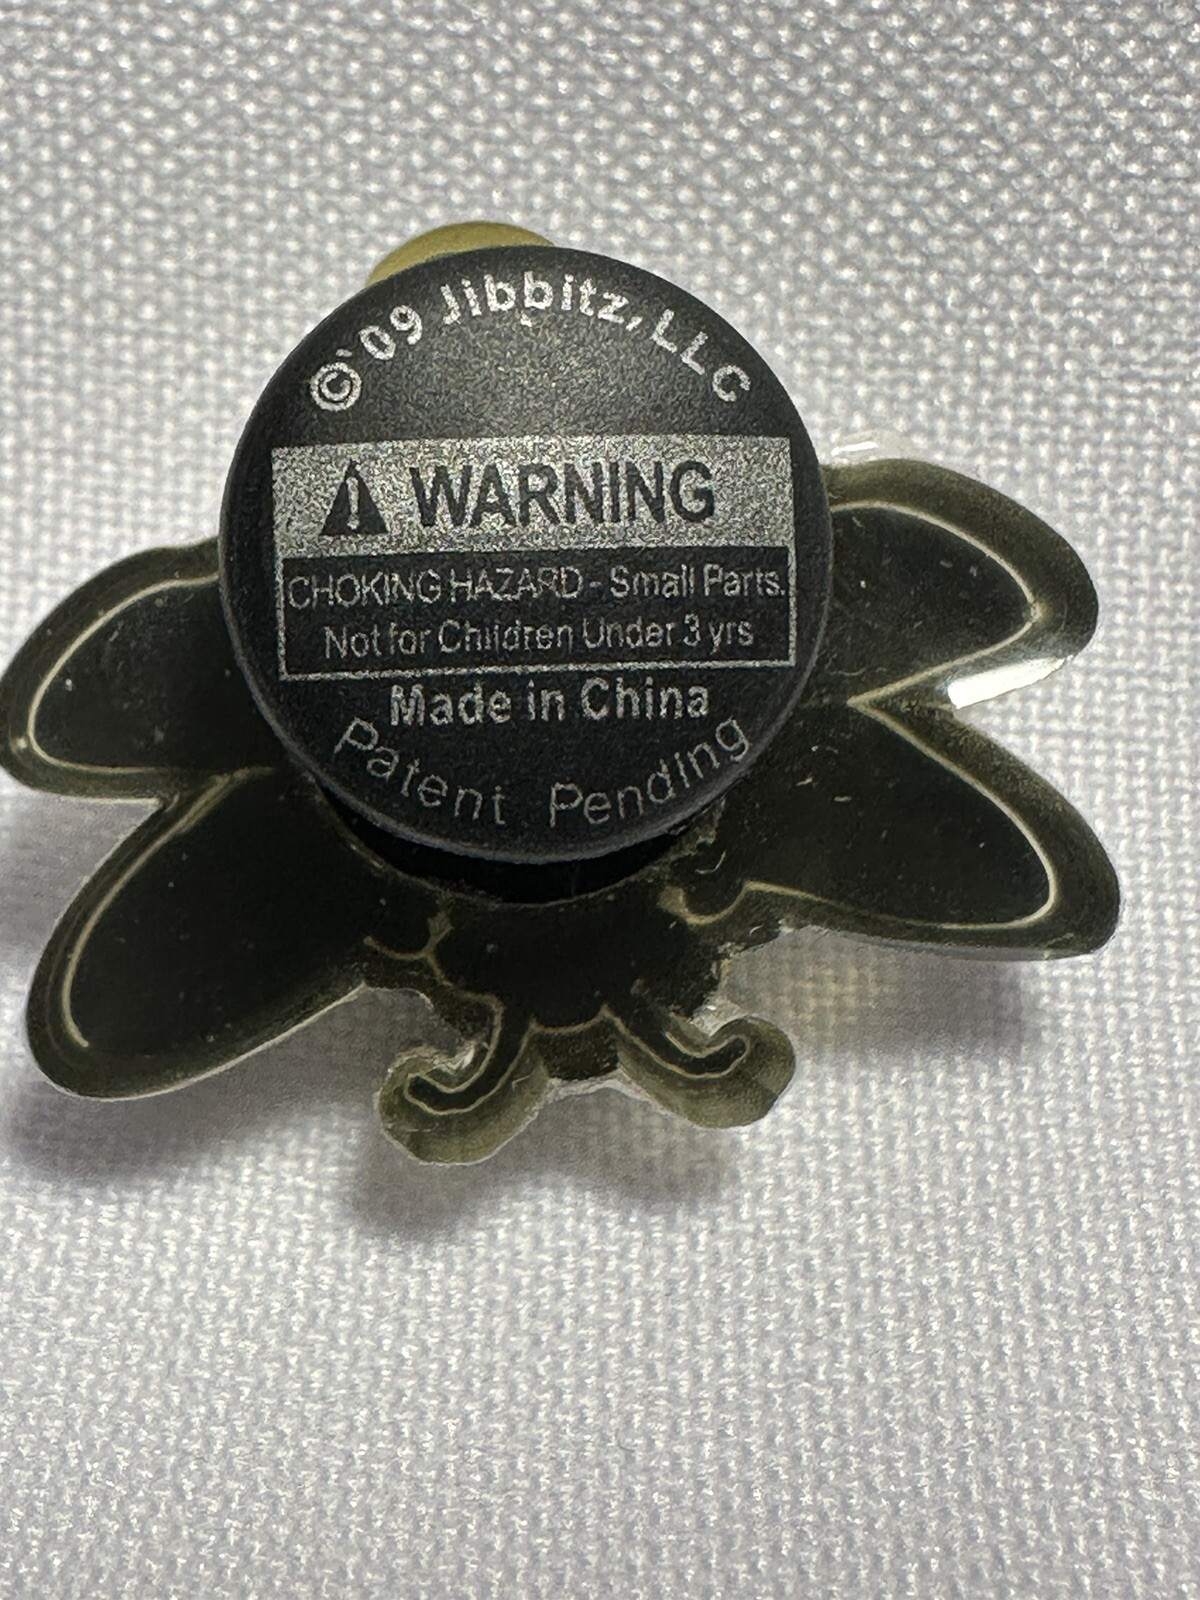 ©'09 Jibbitz, LLC
WARNING
CHOKING HAZARD - Small Parts.
Not for Children Under 3 yrs
Made in China
Patent Pending